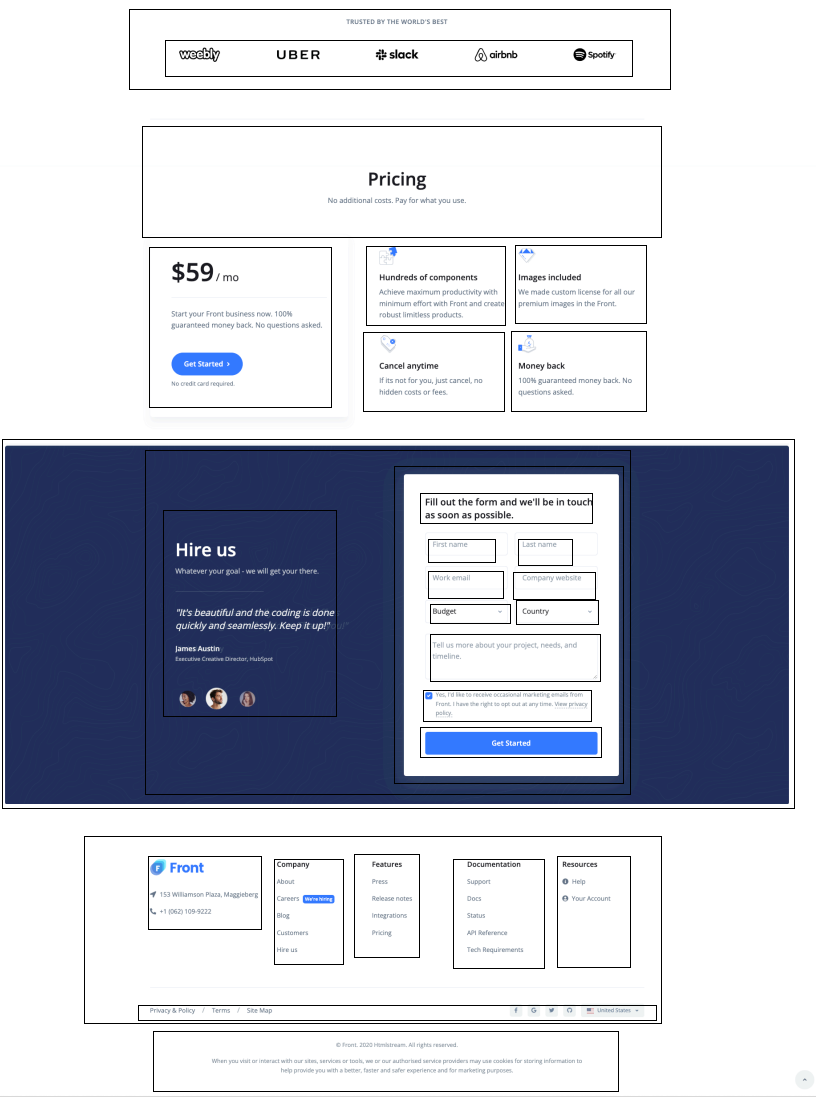 TRUSTED BY THE WORLD'S BEST
weebly UBER slack airbnb Spotify
Pricing
No additional costs. Pay for what you use.
$59 / mo
Start your Front business now. 100%
guaranteed money back. No questions asked.
Get Started
No credit card required.
Hundreds of components
Achieve maximum productivity with
minimum effort with Front and create
robust limitless products.
Images included
We made custom license for all our
premium images in the Front.
Cancel anytime
If its not for you, just cancel, no
hidden costs or fees.
Money back
100% guaranteed money back. No
questions asked.
Hire us
Whatever your goal - we will get your there.
"It's beautiful and the coding is done
quickly and seamlessly. Keep it up!"
James Austin
Executive Creative Director, HubSpot
Fill out the form and we'll be in touch
as soon as possible.
First name Last name
Work email Company website
Budget Country
Tell us more about your project, needs, and
timeline.
Yes, I'd like to receive occasional marketing emails from
Front. I have the right to opt out at any time. View privacy
policy.
Get Started
Front
153 Williamson Plaza, Maggieberg
+1 (062) 109-9222
Company
About
Careers We're hiring
Blog
Customers
Hire us
Features
Press
Release notes
Integrations
Pricing
Documentation
Support
Docs
Status
API Reference
Tech Requirements
Resources
Help
Your Account
Privacy & Policy / Terms / Site Map
United States
© Front. 2020 Htmlstream. All rights reserved.
When you visit or interact with our sites, services or tools, we or our authorised service providers may use cookies for storing information to
help provide you with a better, faster and safer experience and for marketing purposes.